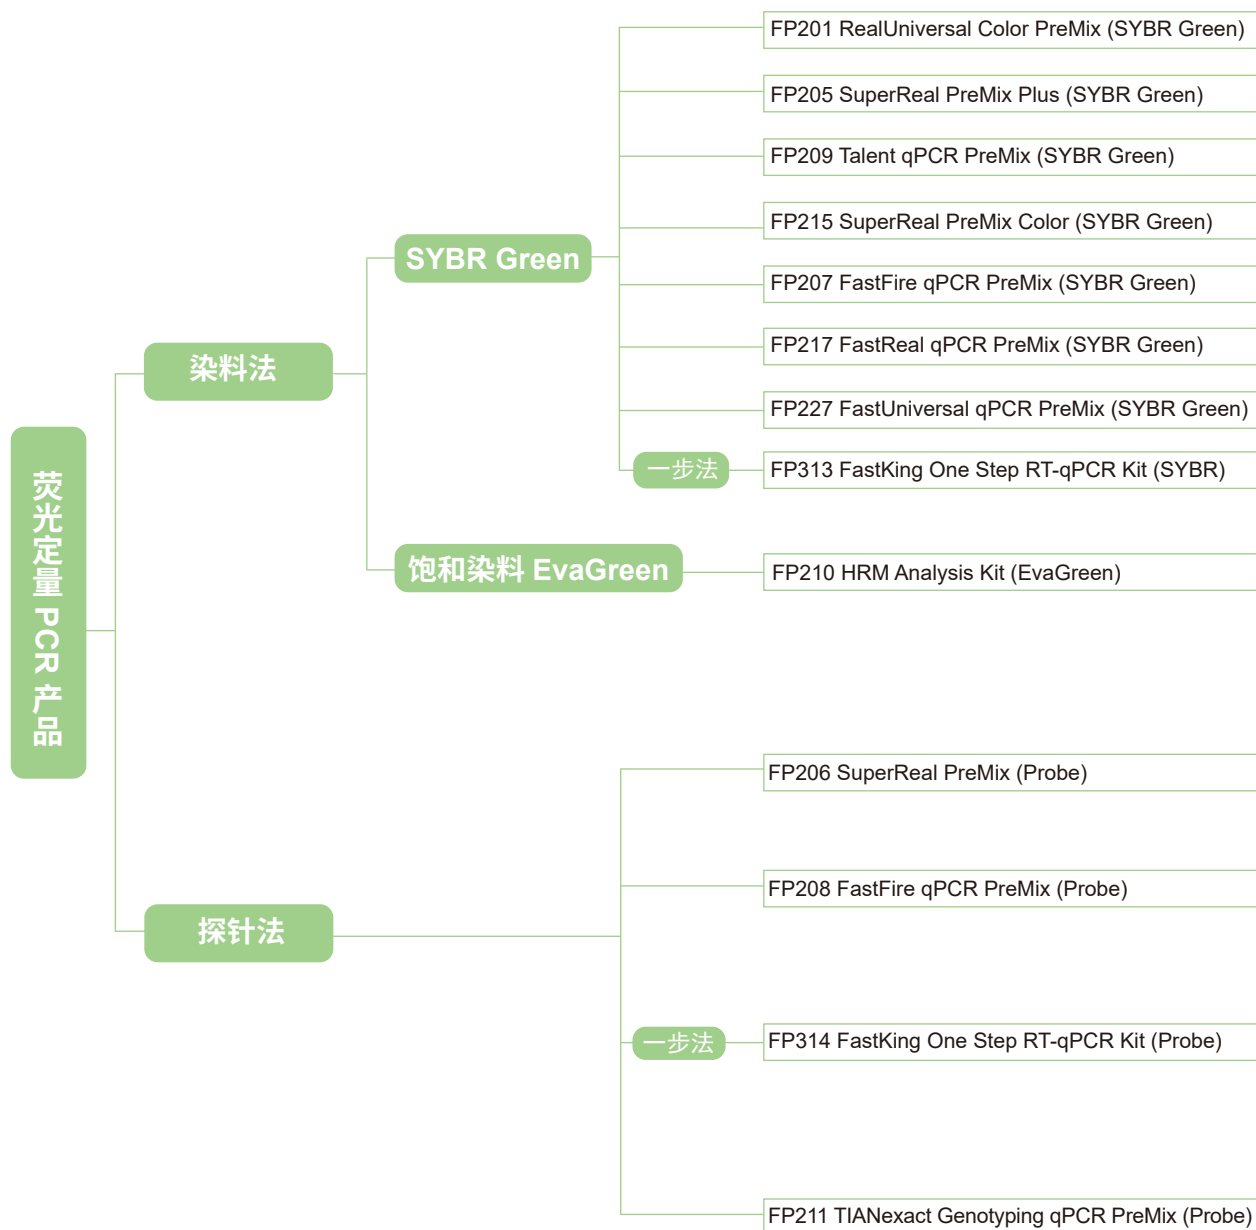 荧光定量 PCR 产品
染料法
SYBR Green
FP201 RealUniversal Color PreMix (SYBR Green)
FP205 SuperReal PreMix Plus (SYBR Green)
FP209 Talent qPCR PreMix (SYBR Green)
FP215 SuperReal PreMix Color (SYBR Green)
FP207 FastFire qPCR PreMix (SYBR Green)
FP217 FastReal qPCR PreMix (SYBR Green)
FP227 FastUniversal qPCR PreMix (SYBR Green)
一步法
FP313 FastKing One Step RT-qPCR Kit (SYBR)
饱和染料 EvaGreen
FP210 HRM Analysis Kit (EvaGreen)
探针法
FP206 SuperReal PreMix (Probe)
FP208 FastFire qPCR PreMix (Probe)
一步法
FP314 FastKing One Step RT-qPCR Kit (Probe)
FP211 TIANexact Genotyping qPCR PreMix (Probe)